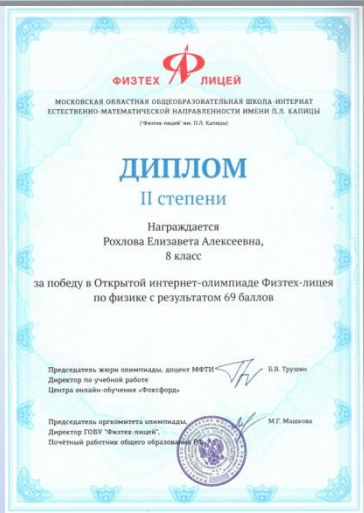 ФИЗТЕХ ЛИЦЕЙ
МОСКОВСКАЯ ОБЛАСТНАЯ ОБЩЕОБРАЗОВАТЕЛЬНАЯ ШКОЛА-ИНТЕРНАТ
ЕСТЕСТВЕННО-МАТЕМАТИЧЕСКОЙ НАПРАВЛЕННОСТИ ИМЕНИ П.Л. КАПИЦЫ
("Физтех-лицей" им. П.Л. Капицы)
ДИПЛОМ
II степени
Награждается
Рохлова Елизавета Алексеевна,
8 класс
за победу в Открытой интернет-олимпиаде Физтех-лицея
по физике с результатом 69 баллов
Председатель жюри олимпиады, доцент МФТИ Б.В. Трушин
Директор по учебной работе
Центра онлайн-обучения «Фоксфорд»
Председатель оргкомитета олимпиады, М.Г. Машкова
Директор ГОБУ "Физтех-лицей",
Почётный работник общего образования РФ